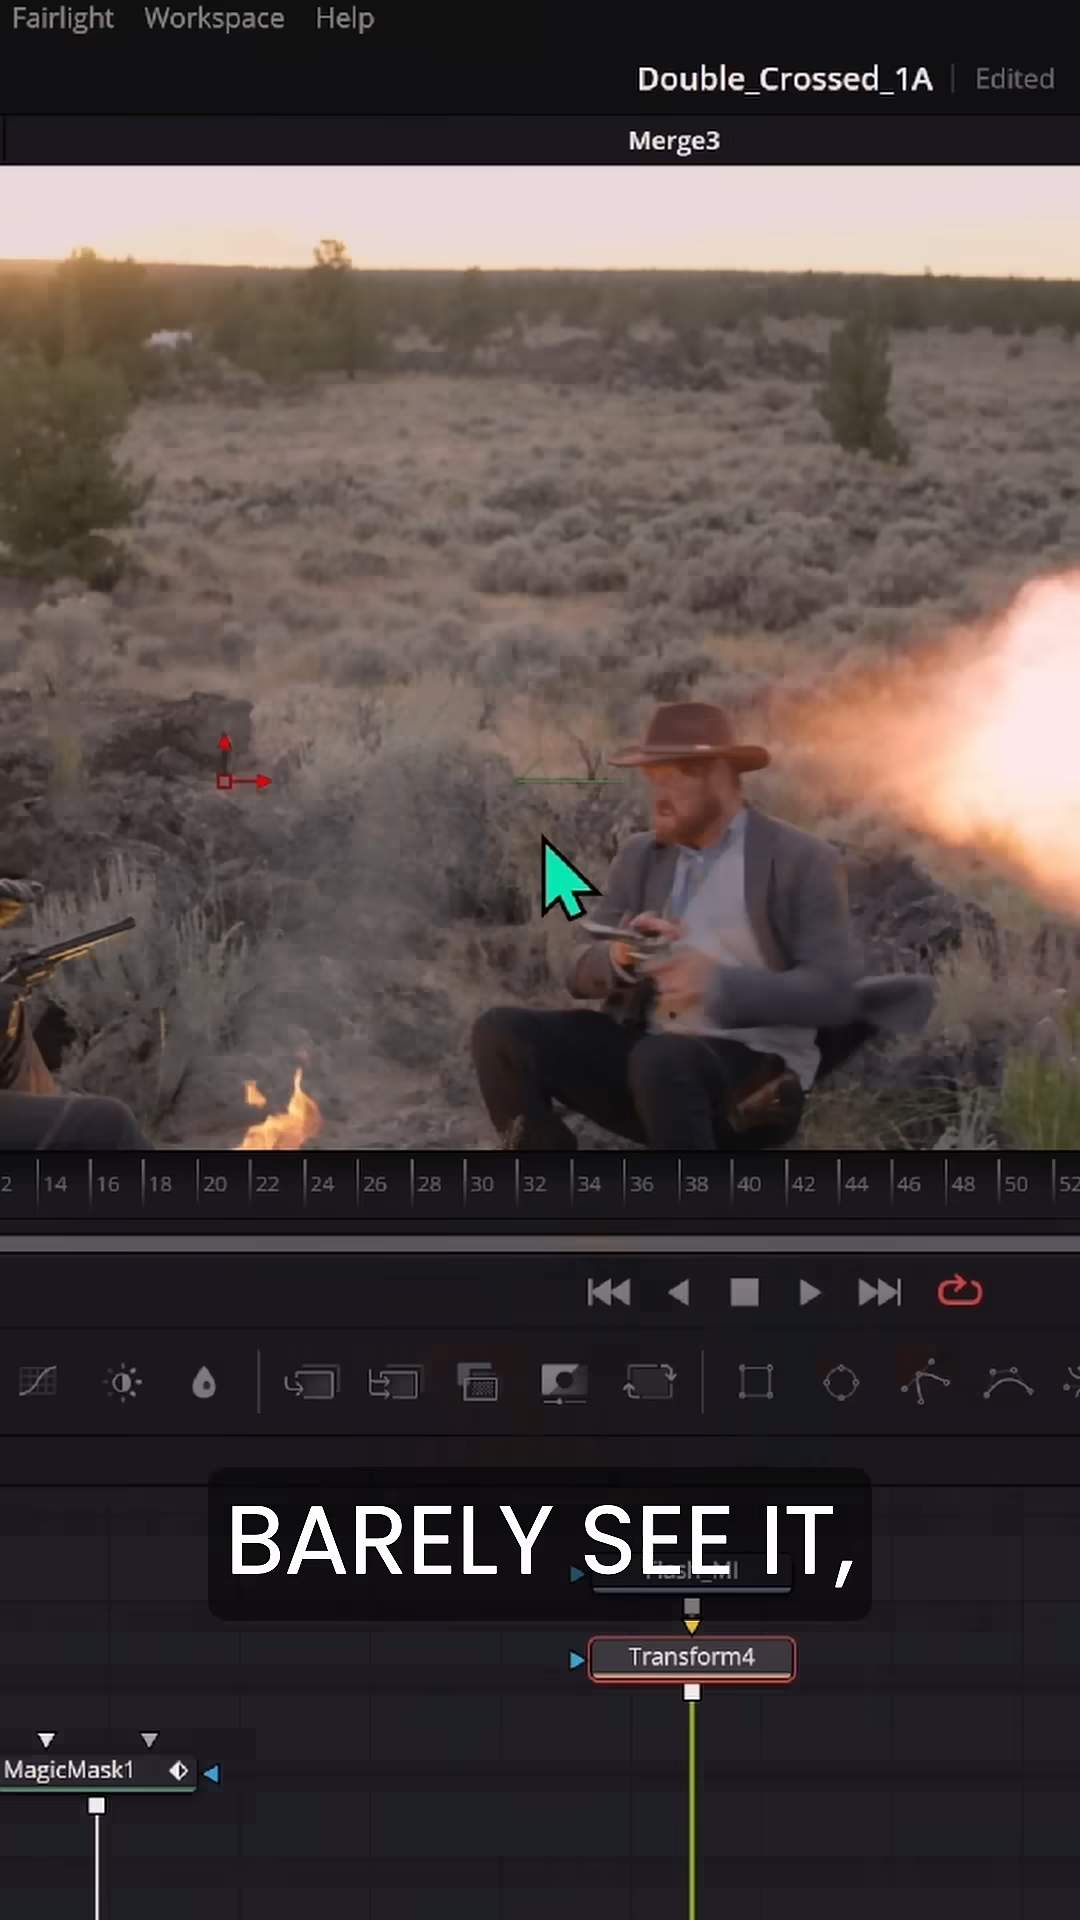 Fairlight Workspace Help
Double_Crossed_1A Edited
Merge3
2 14 16 18 20 22 24 26 28 30 32 34 36 38 40 42 44 46 48 50 52
BARELY SEE IT,
Flash_MI
Transform4
MagicMask1